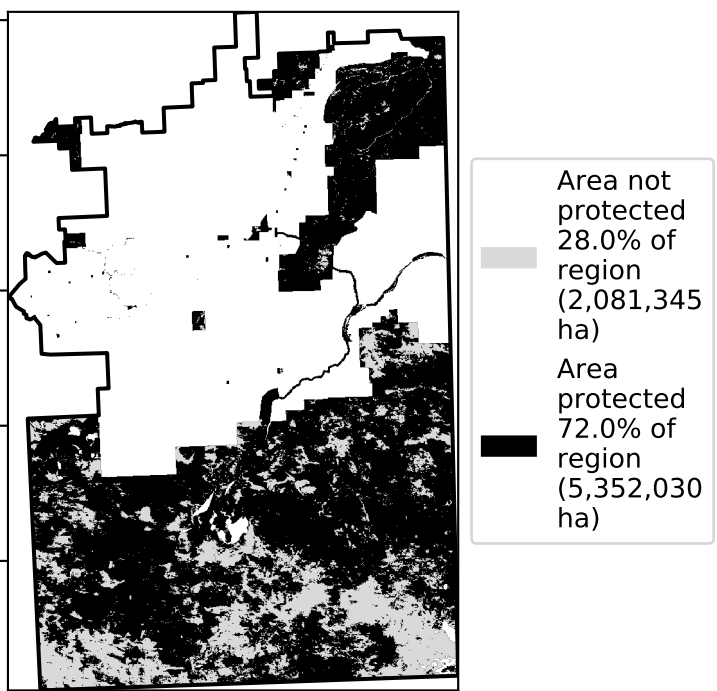 Area not
protected
28.0% of
region
(2,081,345
ha)
Area
protected
72.0% of
region
(5,352,030
ha)